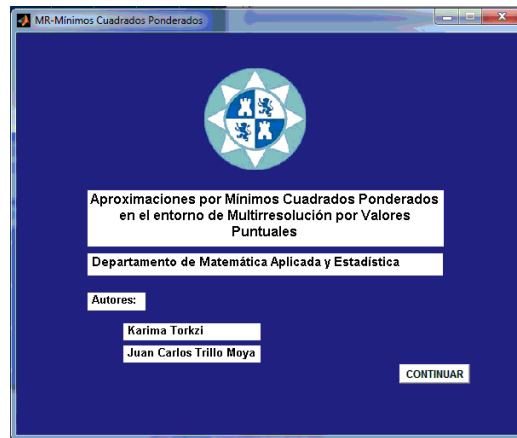 MR-Mínimos Cuadrados Ponderados
Aproximaciones por Mínimos Cuadrados Ponderados
en el entorno de Multirresolución por Valores
Puntuales
Departamento de Matemática Aplicada y Estadística
Autores:
Karima Torkzi
Juan Carlos Trillo Moya
CONTINUAR